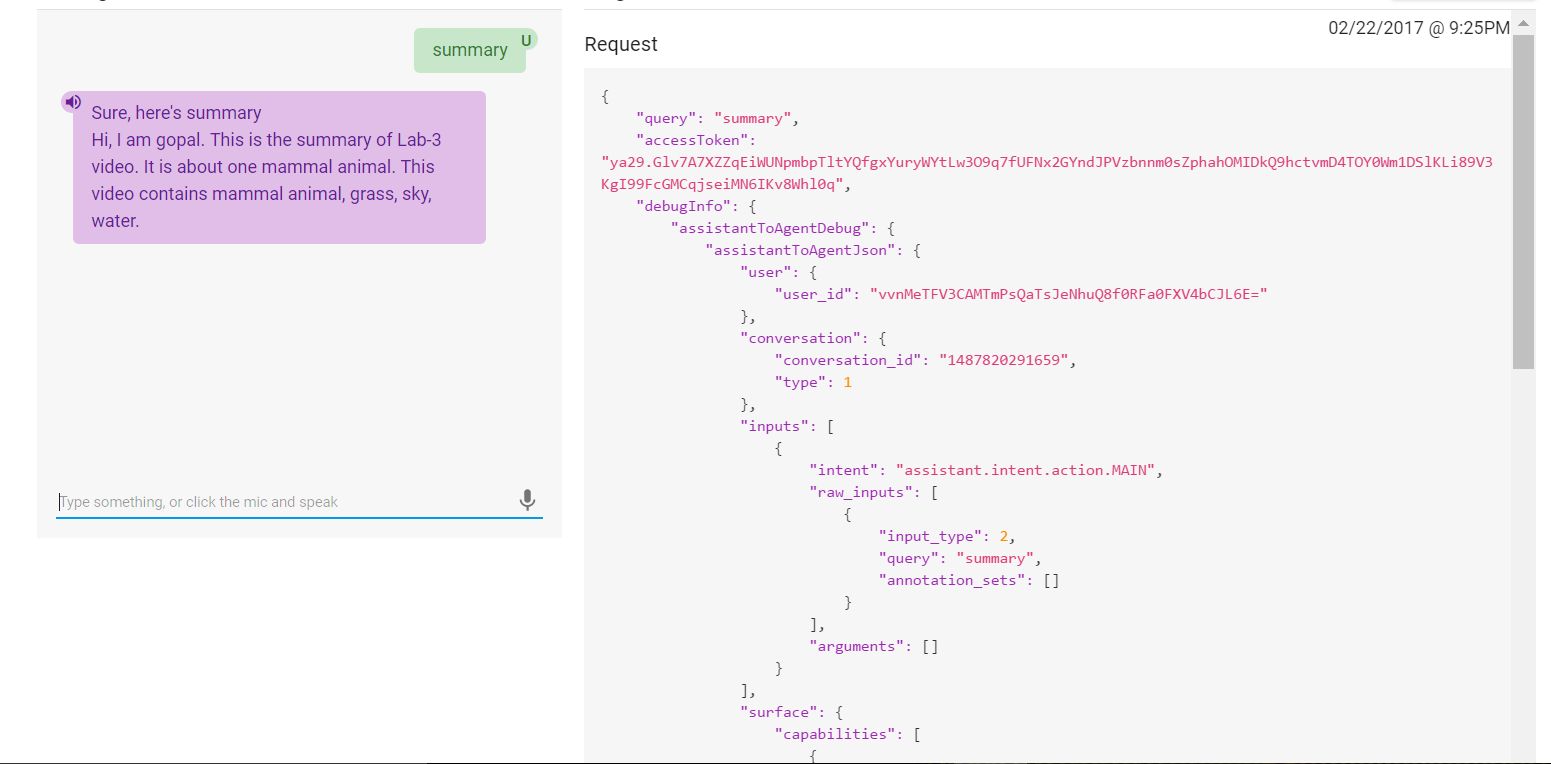 summary
U
Sure, here's summary
Hi, I am gopal. This is the summary of Lab-3
video. It is about one mammal animal. This
video contains mammal animal, grass, sky,
water.
Type something, or click the mic and speak
02/22/2017 @ 9:25PM
Request
{
"query": "summary",
"accessToken":
"ya29.Glv7A7XZZqEiWUNpmbpTltYQfgxYuryWYtLw3O9q7fUFNx2GYndJPVzbnnm0sZphahOMIDkQ9hctvmD4TOY0Wm1DSlKLi89V3
KgI99FcGMCqjseiMN6IKv8Whl0q",
"debugInfo": {
"assistantToAgentDebug": {
"assistantToAgentJson": {
"user": {
"user_id": "vvnMeTFV3CAMTmPsQaTsJeNhuQ8f0RFa0FXV4bCJL6E="
},
"conversation": {
"conversation_id": "1487820291659",
"type": 1
},
"inputs": [
{
"intent": "assistant.intent.action.MAIN",
"raw_inputs": [
{
"input_type": 2,
"query": "summary",
"annotation_sets": []
}
],
"arguments": []
}
],
"surface": {
"capabilities": [
{